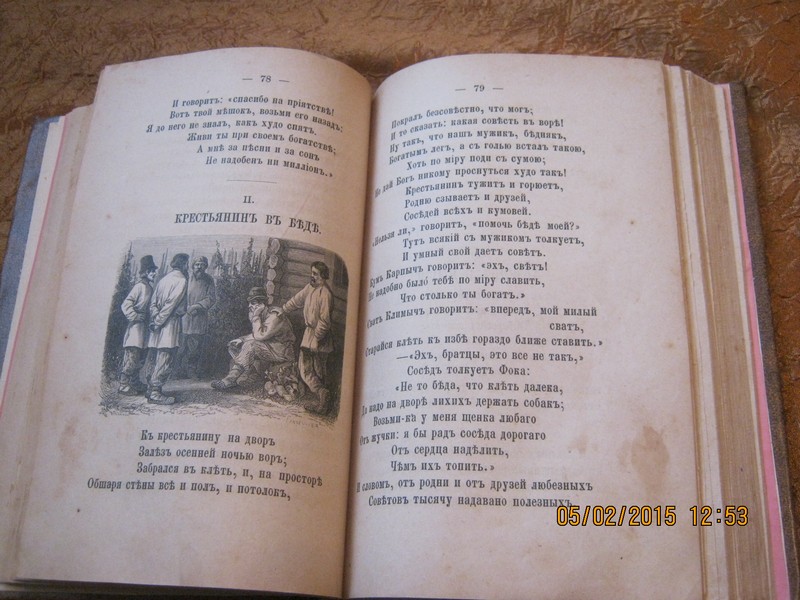 — 78 —
И говоритъ: «спасибо на пріятствѣ!
Вотъ твой мѣшокъ, возьми его назадъ:
Я до него не зналъ, какъ худо спятъ.
Живи ты при своемъ богатствѣ;
А мнѣ за пѣсни и за сонъ
Не надобенъ ни милліонъ.»
II.
КРЕСТЬЯНИНЪ ВЪ БѢДѢ.
Къ крестьянину на дворъ
Залѣзъ осенней ночью воръ;
Забрался въ клѣть, и, на просторѣ
Обшаря стѣны всѣ и полъ, и потолокъ,
— 79 —
Покралъ безсовѣстно, что могъ;
И то сказать: какая совѣсть въ ворѣ!
Ну такъ, что нашъ мужикъ, бѣднякъ,
Богатымъ легъ, а съ голью всталъ такою,
Хоть по міру поди съ сумою;
Не дай Богъ никому проснуться худо такъ!
Крестьянинъ тужитъ и горюетъ,
Родню сзываетъ и друзей,
Сосѣдей всѣхъ и кумовей.
«Нельзя ли,» говоритъ, «помочь бѣдѣ моей?»
Тутъ всякій съ мужикомъ толкуетъ,
И умный свой даетъ совѣтъ.
Кумъ Карпычъ говоритъ: «эхъ, свѣтъ!
Не надобно было тебѣ по міру славить,
Что столько ты богатъ.»
Сватъ Климычъ говоритъ: «впередъ, мой милый
сватъ,
Старайся клѣть къ избѣ гораздо ближе ставить.»
—«Эхъ, братцы, это все не такъ,»
Сосѣдъ толкуетъ Фока:
«Не то бѣда, что клѣть далека,
Да надо на дворѣ лихихъ держать собакъ;
Возьми-ка у меня щенка любаго
Отъ жучки: я бы радъ сосѣда дорогаго
Отъ сердца надѣлить,
Чѣмъ ихъ топить.»
И словомъ, отъ родни и отъ друзей любезныхъ
Совѣтовъ тысячу надавано полезныхъ
05/02/2015 12:53